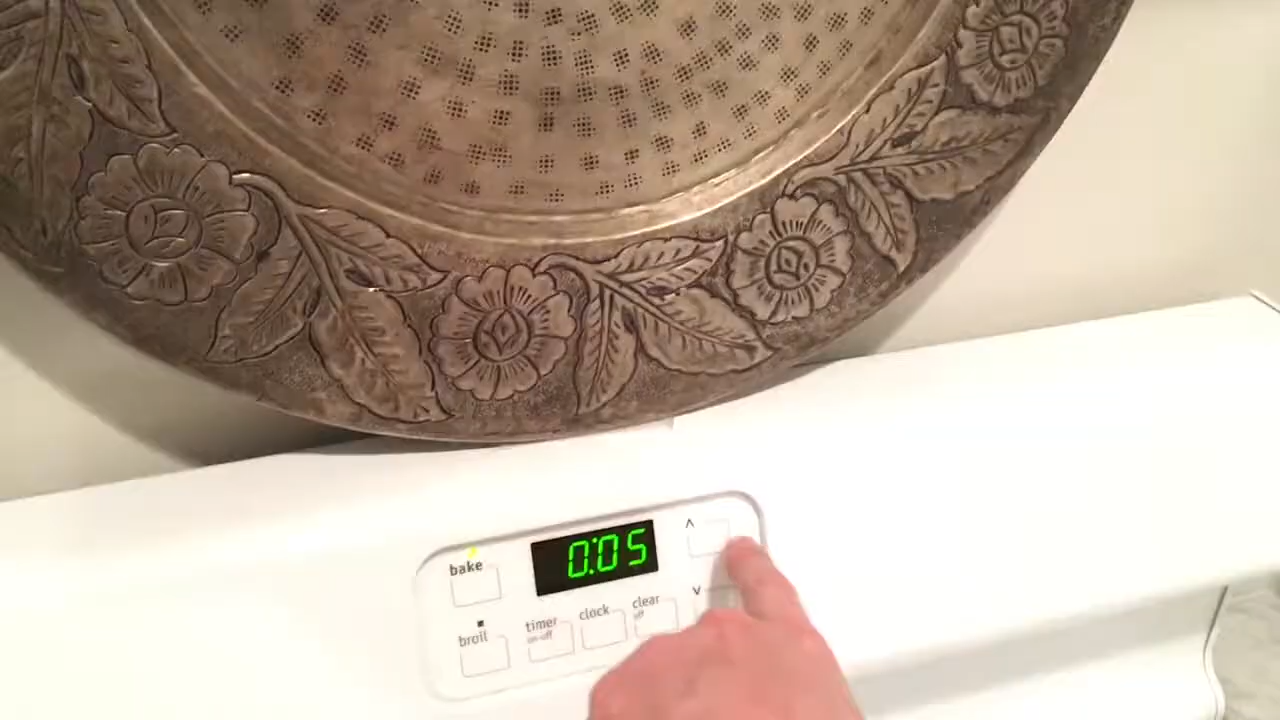 bake
0:05
^
v
broil
timer
on-off
clock
clear
off